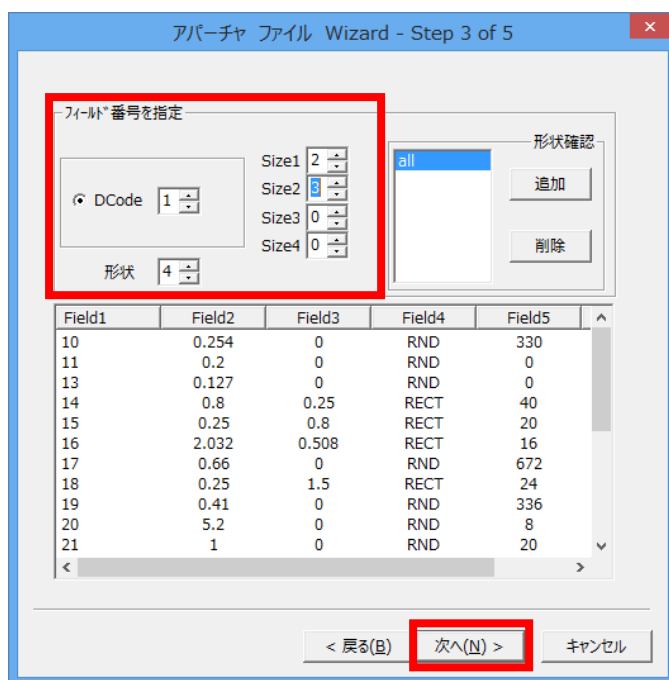 アパーチャ ファイル Wizard - Step 3 of 5
フィールド番号を指定
DCode 1
形状 4
Size1 2
Size2 3
Size3 0
Size4 0
形状確認
all
追加
削除
Field1 Field2 Field3 Field4 Field5
10 0.254 0 RND 330
11 0.2 0 RND 0
13 0.127 0 RND 0
14 0.8 0.25 RECT 40
15 0.25 0.8 RECT 20
16 2.032 0.508 RECT 16
17 0.66 0 RND 672
18 0.25 1.5 RECT 24
19 0.41 0 RND 336
20 5.2 0 RND 8
21 1 0 RND 20
< 戻る(B)
次へ(N) >
キャンセル